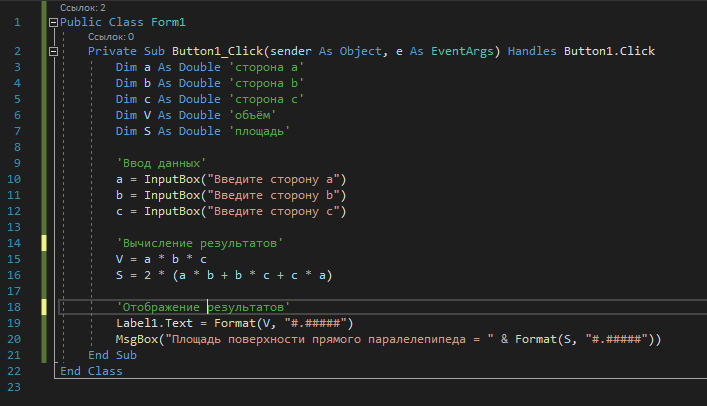 Ссылок: 2
1 Public Class Form1
Ссылок: 0
2 Private Sub Button1_Click(sender As Object, e As EventArgs) Handles Button1.Click
3 Dim a As Double 'сторона a'
4 Dim b As Double 'сторона b'
5 Dim c As Double 'сторона c'
6 Dim V As Double 'объём'
7 Dim S As Double 'площадь'
8
9 'Ввод данных'
10 a = InputBox("Введите сторону a")
11 b = InputBox("Введите сторону b")
12 c = InputBox("Введите сторону c")
13
14 'Вычисление результатов'
15 V = a * b * c
16 S = 2 * (a * b + b * c + c * a)
17
18 'Отображение результатов'
19 Label1.Text = Format(V, "#.#####")
20 MsgBox("Площадь поверхности прямого паралелепипеда = " & Format(S, "#.#####"))
21 End Sub
22 End Class
23